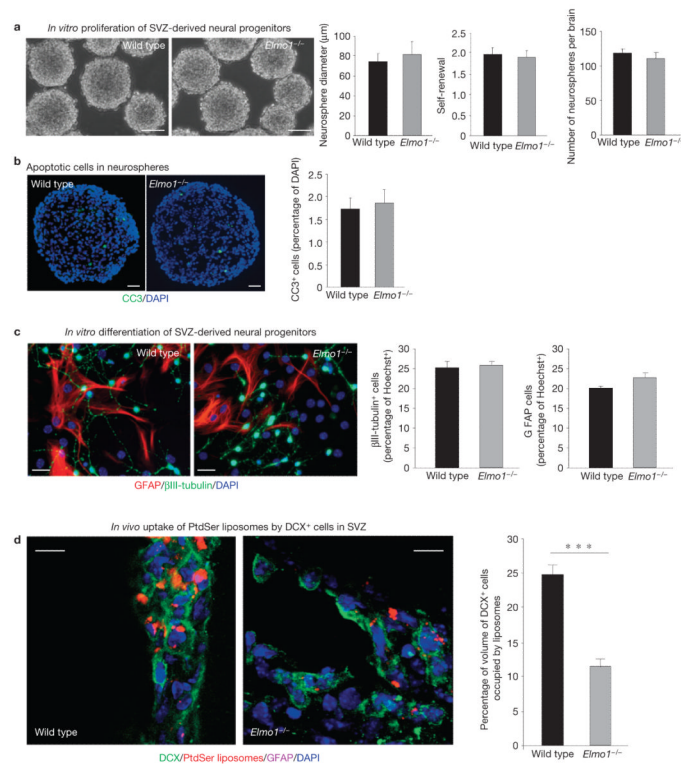 a
In vitro proliferation of SVZ-derived neural progenitors
Wild type
Elmo1−/−
Neurosphere diameter (μm)
100
80
60
40
20
0
Wild type Elmo1−/−
Self-renewal
2.5
2.0
1.5
1.0
0.5
0
Wild type Elmo1−/−
Number of neurospheres per brain
150
100
50
0
Wild type Elmo1−/−
b
Apoptotic cells in neurospheres
Wild type
Elmo1−/−
CC3/DAPI
CC3+ cells (percentage of DAPI)
2.5
2.0
1.5
1.0
0.5
0
Wild type Elmo1−/−
c
In vitro differentiation of SVZ-derived neural progenitors
Wild type
Elmo1−/−
GFAP/βIII-tubulin/DAPI
βIII-tubulin+ cells
(percentage of Hoechst+)
30
25
20
15
10
5
0
Wild type Elmo1−/−
G FAP cells
(percentage of Hoechst+)
30
25
20
15
10
5
0
Wild type Elmo1−/−
In vivo uptake of PtdSer liposomes by DCX+ cells in SVZ
d
Wild type
Elmo1−/−
DCX/PtdSer liposomes/GFAP/DAPI
Percentage of volume of DCX+ cells
occupied by liposomes
30
25
20
15
10
5
0
***
Wild type Elmo1−/−